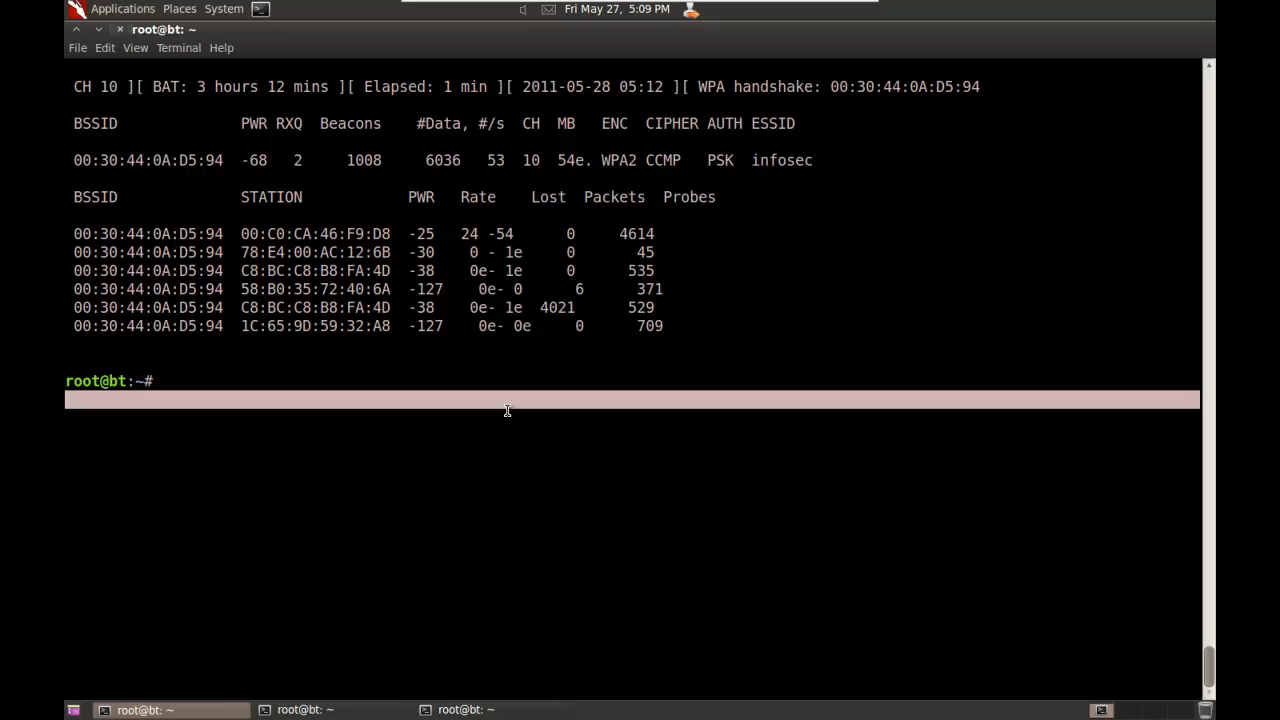 Applications Places System Fri May 27, 5:09 PM
root@bt: ~
File Edit View Terminal Help
CH 10 ][ BAT: 3 hours 12 mins ][ Elapsed: 1 min ][ 2011-05-28 05:12 ][ WPA handshake: 00:30:44:0A:D5:94
BSSID PWR RXQ Beacons #Data, #/s CH MB ENC CIPHER AUTH ESSID
00:30:44:0A:D5:94 -68 2 1008 6036 53 10 54e. WPA2 CCMP PSK infosec
BSSID STATION PWR Rate Lost Packets Probes
00:30:44:0A:D5:94 00:C0:CA:46:F9:D8 -25 24 -54 0 4614
00:30:44:0A:D5:94 78:E4:00:AC:12:6B -30 0 - 1e 0 45
00:30:44:0A:D5:94 C8:BC:C8:B8:FA:4D -38 0e- 1e 0 535
00:30:44:0A:D5:94 58:B0:35:72:40:6A -127 0e- 0 6 371
00:30:44:0A:D5:94 C8:BC:C8:B8:FA:4D -38 0e- 1e 4021 529
00:30:44:0A:D5:94 1C:65:9D:59:32:A8 -127 0e- 0e 0 709
root@bt:~#
root@bt: ~ root@bt: ~ root@bt: ~